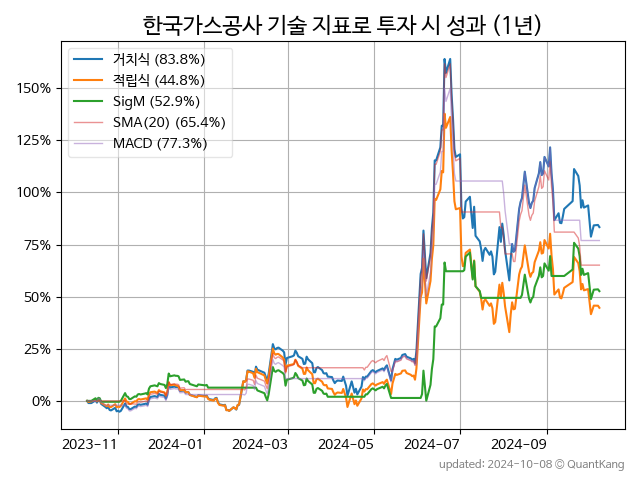 한국가스공사 기술 지표로 투자 시 성과 (1년)
거치식 (83.8%)
적립식 (44.8%)
SigM (52.9%)
SMA(20) (65.4%)
MACD (77.3%)
150%
125%
100%
75%
50%
25%
0%
2023-11 2024-01 2024-03 2024-05 2024-07 2024-09
updated: 2024-10-08 © QuantKang